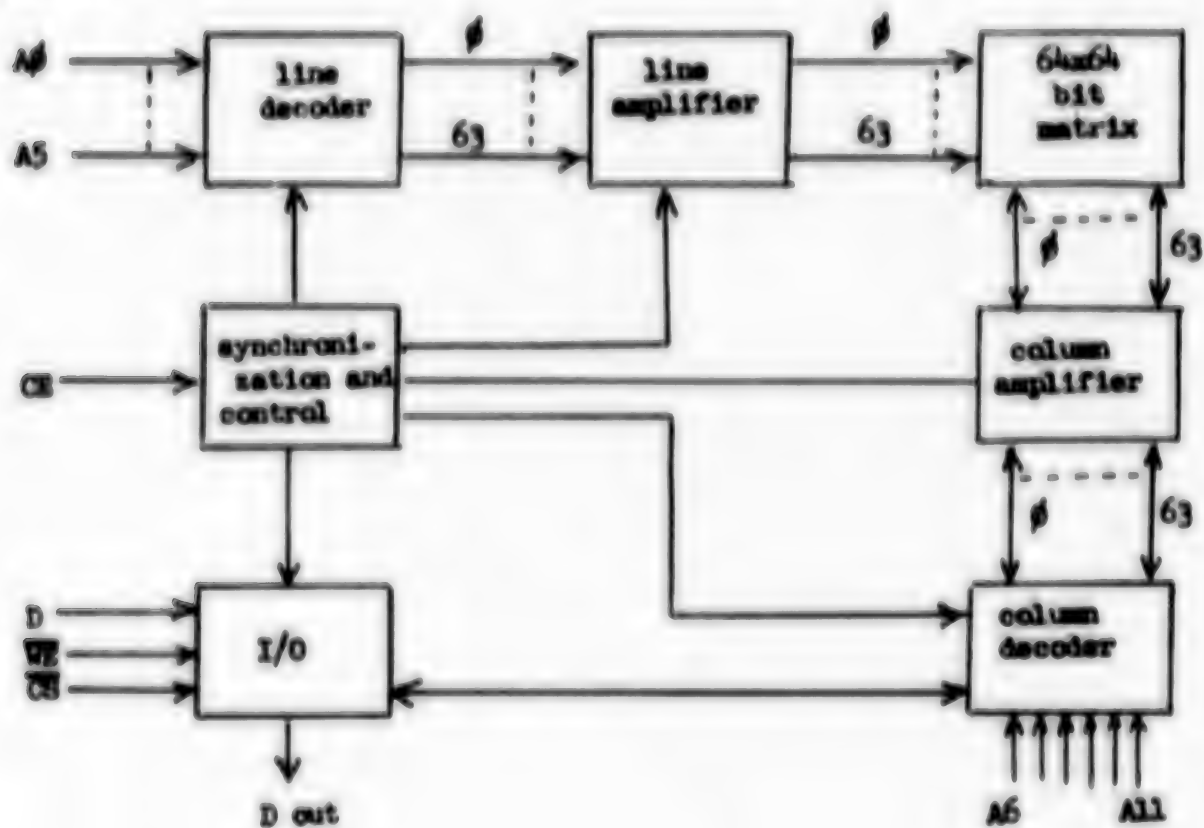 AØ
A5
line
decoder
Ø
63
line
amplifier
Ø
63
64x64
bit
matrix
Ø
63
CE
synchroni-
zation and
control
column
amplifier
Ø
63
D
WE
CS
I/O
column
decoder
D out
A6
A11